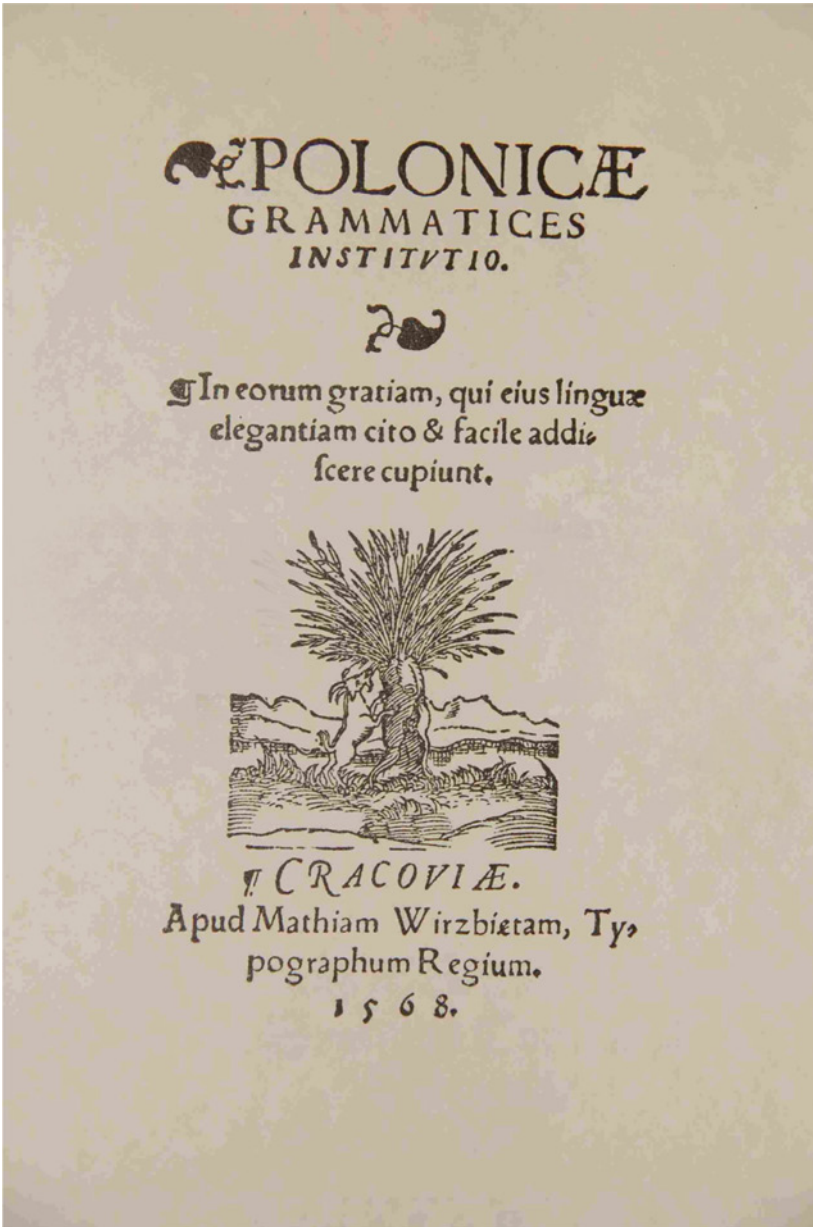 POLONICÆ
GRAMMATICES
INSTITVTIO.
¶ In eorum gratiam, qui eius linguæ
elegantiam cito & facile addi-
ſcere cupiunt.
¶ CRACOVIÆ.
Apud Mathiam Wirzbiętam, Ty-
pographum Regium.
1568.